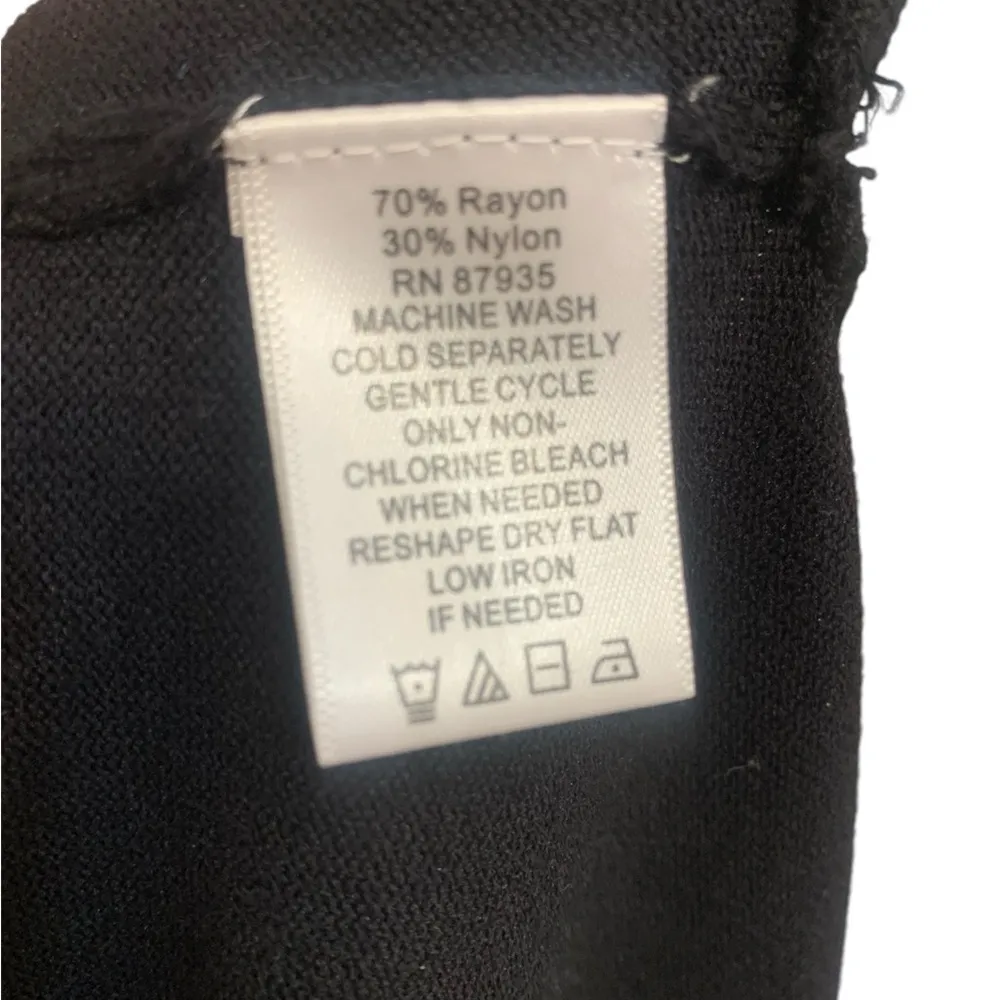 70% Rayon
30% Nylon
RN 87935
MACHINE WASH
COLD SEPARATELY
GENTLE CYCLE
ONLY NON-
CHLORINE BLEACH
WHEN NEEDED
RESHAPE DRY FLAT
LOW IRON
IF NEEDED